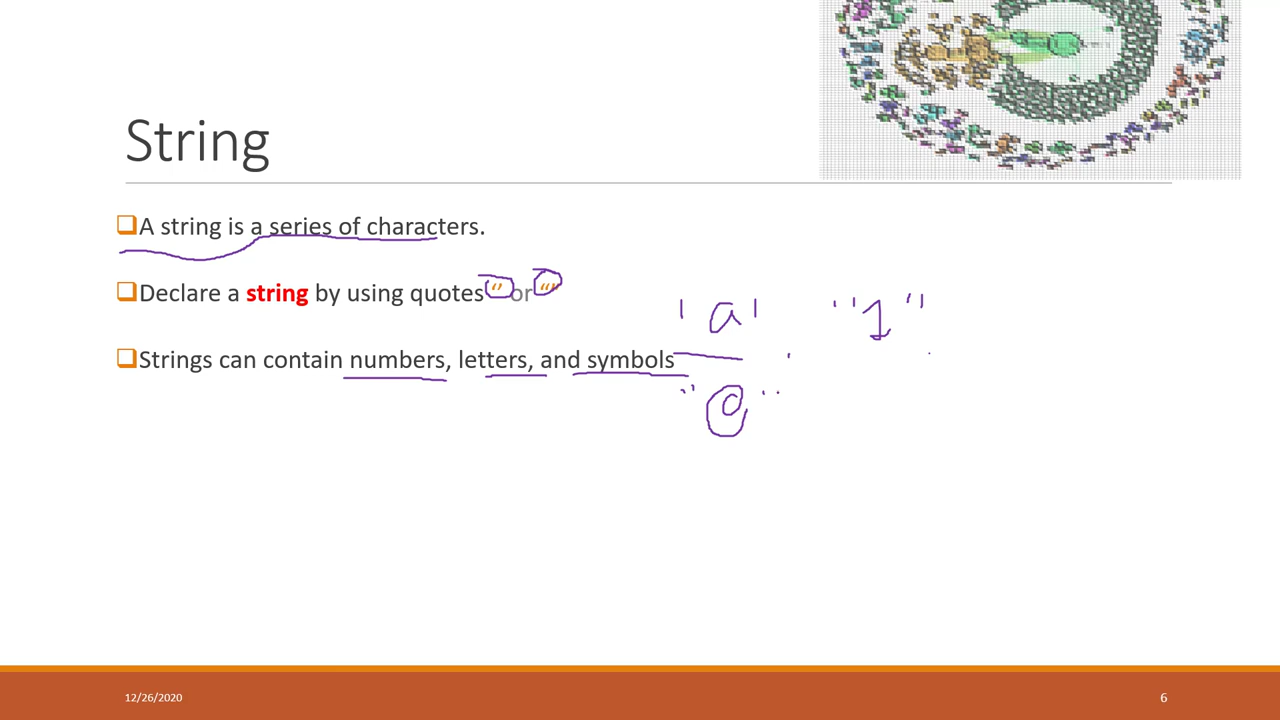 String
A string is a series of characters.
Declare a string by using quotes '' or ""
'a' "1"
Strings can contain numbers, letters, and symbols
"@"
12/26/2020
6